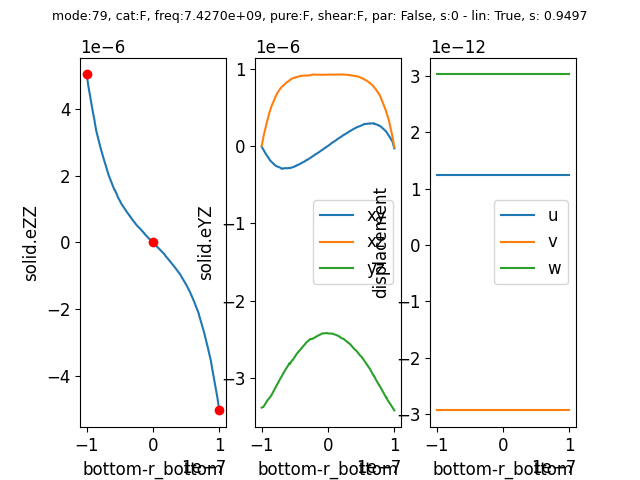 mode:79, cat:F, freq:7.4270e+09, pure:F, shear:F, par: False, s:0 - lin: True, s: 0.9497
1e−6
solid.eZZ
4
2
0
−2
−4
−1
0
1
1e−7
bottom-r_bottom
1e−6
solid.eYZ
1
0
−1
−2
−3
xy
xz
yz
−1
0
1
1e−7
bottom-r_bottom
1e−12
displacement
3
2
1
0
−1
−2
−3
u
v
w
−1
0
1
1e−7
bottom-r_bottom